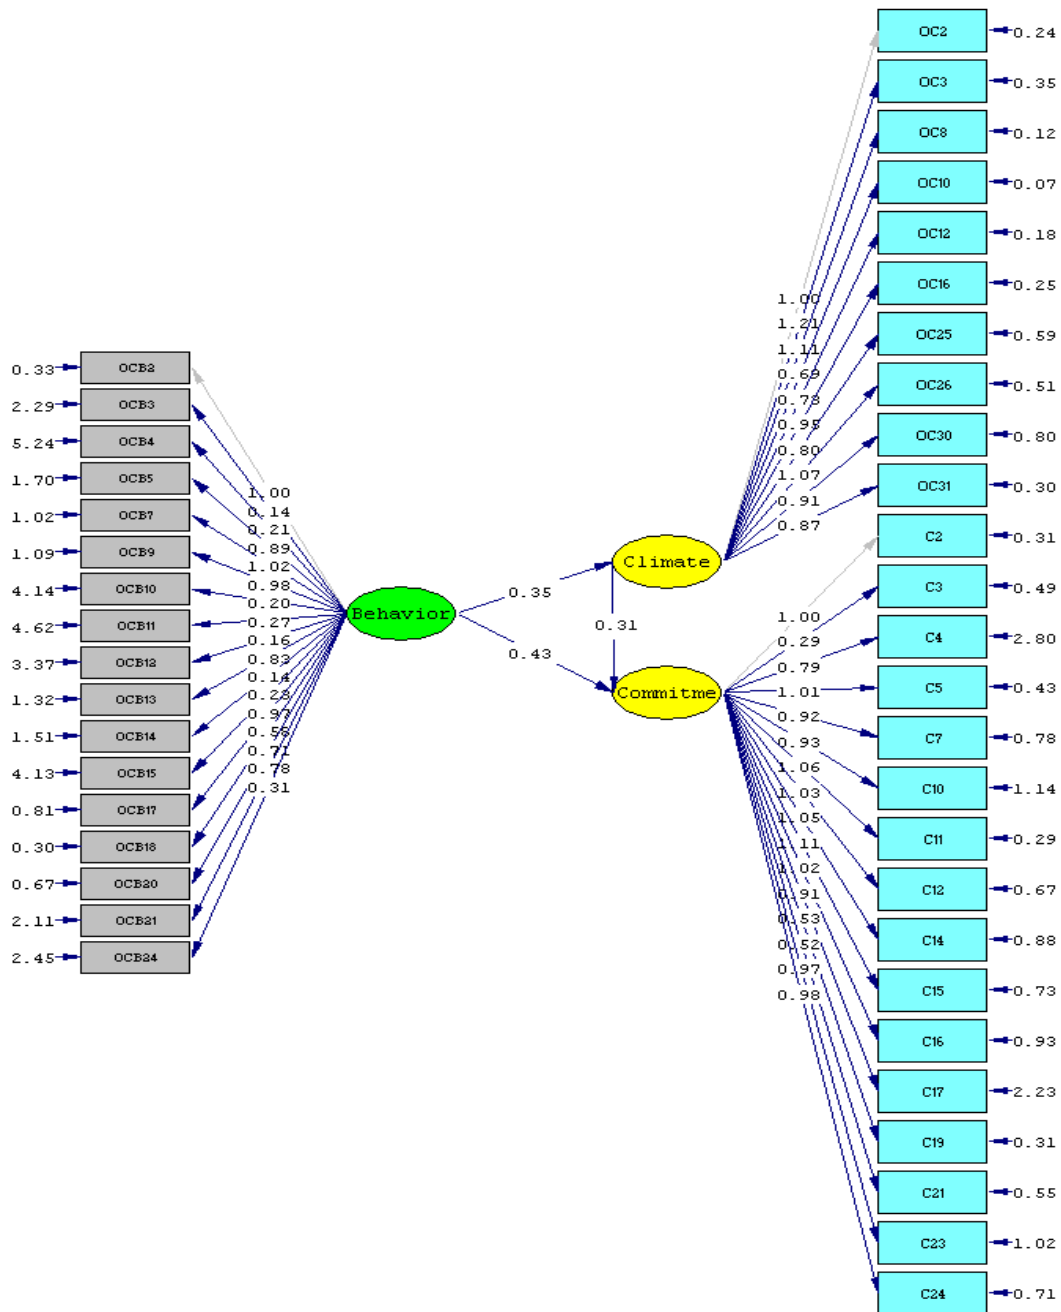 0.33 OCB2
2.29 OCB3
5.24 OCB4
1.70 OCB5
1.02 OCB7
1.09 OCB9
4.14 OCB10
4.62 OCB11
3.37 OCB12
1.32 OCB13
1.51 OCB14
4.13 OCB15
0.81 OCB17
0.30 OCB18
0.67 OCB20
2.11 OCB21
2.45 OCB24
1.00
0.14
0.21
0.89
1.02
0.98
0.20
0.27
0.16
0.83
0.14
0.23
0.97
0.58
0.71
0.78
0.31
Behavior
0.35
0.43
Climate
0.31
Commitme
1.00
1.21
1.11
0.69
0.73
0.95
0.80
1.07
0.91
0.87
1.00
0.29
0.79
1.01
0.92
0.93
1.06
1.03
1.05
1.11
1.02
0.91
0.53
0.52
0.97
0.98
OC2 0.24
OC3 0.35
OC8 0.12
OC10 0.07
OC12 0.18
OC16 0.25
OC25 0.59
OC26 0.51
OC30 0.80
OC31 0.30
C2 0.31
C3 0.49
C4 2.80
C5 0.43
C7 0.78
C10 1.14
C11 0.29
C12 0.67
C14 0.88
C15 0.73
C16 0.93
C17 2.23
C19 0.31
C21 0.55
C23 1.02
C24 0.71